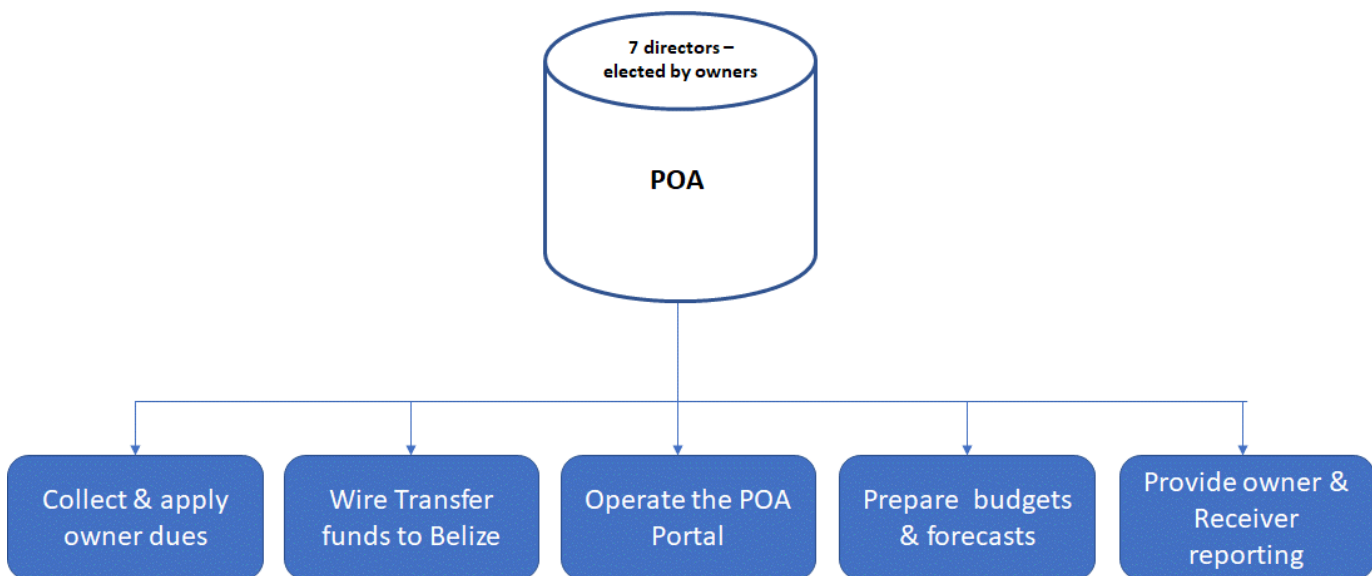 7 directors –
elected by owners
POA
Collect & apply
owner dues
Wire Transfer
funds to Belize
Operate the POA
Portal
Prepare  budgets
& forecasts
Provide owner &
Receiver
reporting